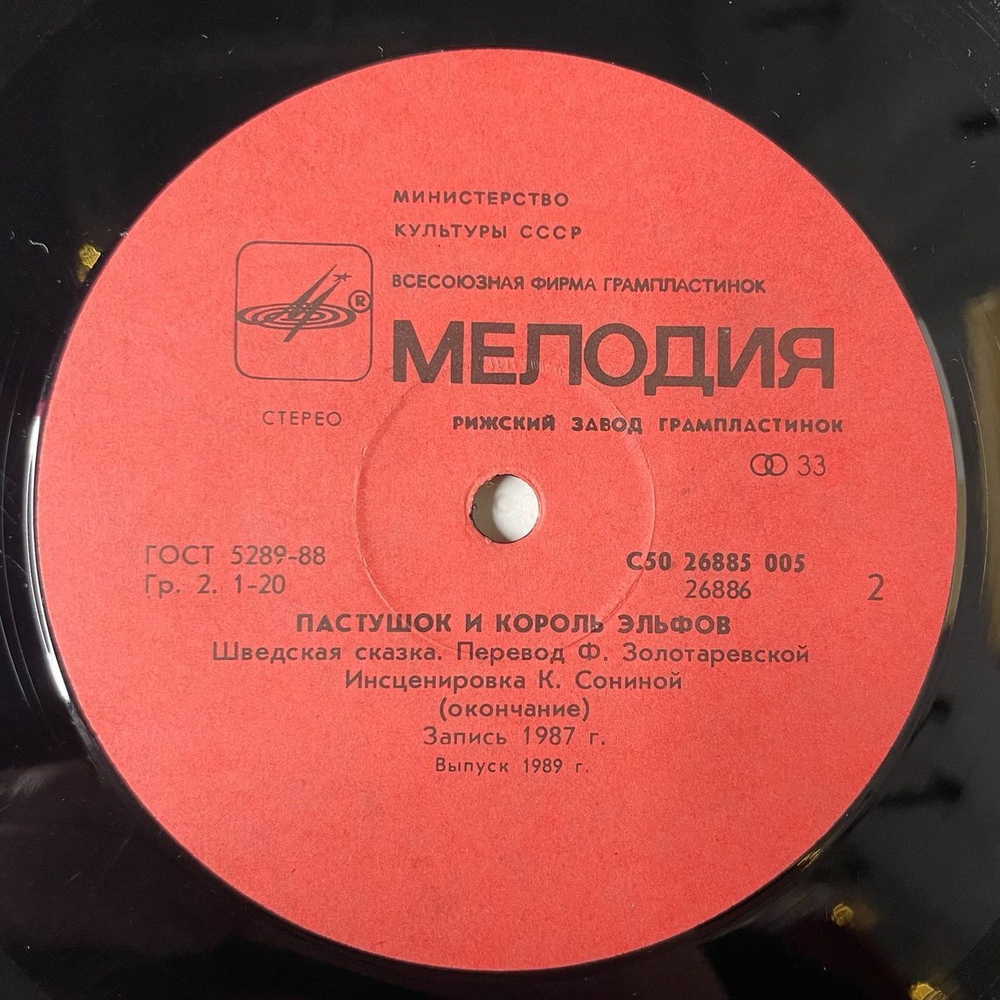 МИНИСТЕРСТВО
КУЛЬТУРЫ СССР
ВСЕСОЮЗНАЯ ФИРМА ГРАМПЛАСТИНОК
®
МЕЛОДИЯ
СТЕРЕО
РИЖСКИЙ ЗАВОД ГРАМПЛАСТИНОК
33
ГОСТ 5289-88
Гр. 2. 1-20
С50 26885 005
26886
2
ПАСТУШОК И КОРОЛЬ ЭЛЬФОВ
Шведская сказка. Перевод Ф. Золотаревской
Инсценировка К. Сониной
(окончание)
Запись 1987 г.
Выпуск 1989 г.